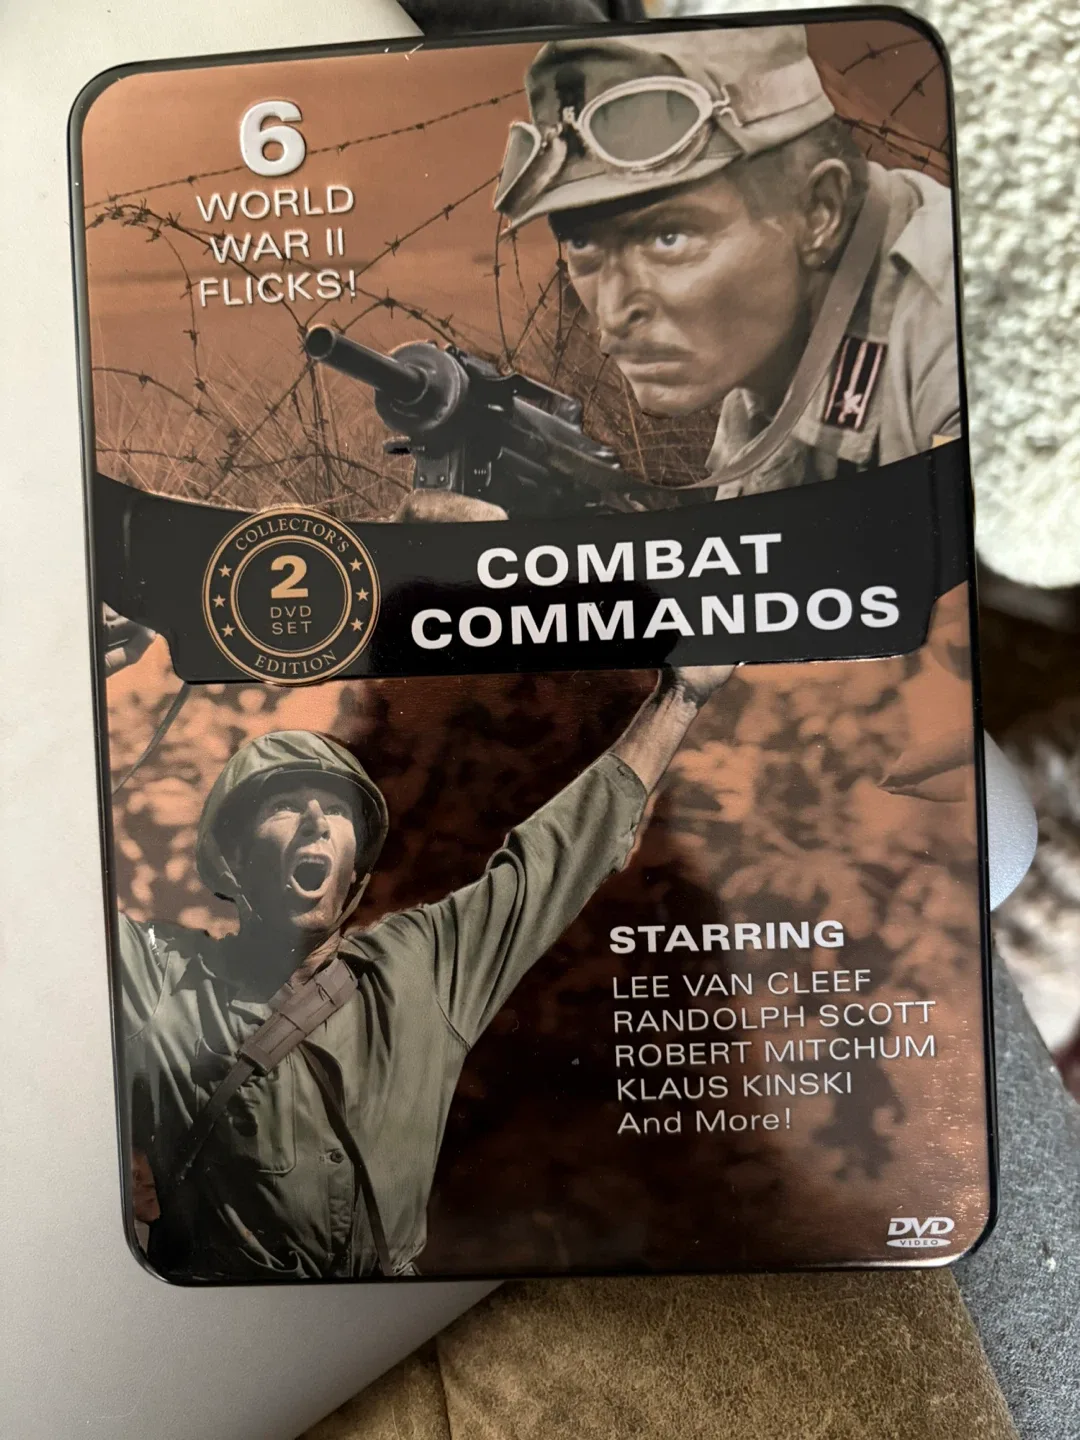 6
WORLD
WAR II
FLICKS!
COLLECTOR'S
2
DVD
SET
EDITION
COMBAT
COMMANDOS
STARRING
LEE VAN CLEEF
RANDOLPH SCOTT
ROBERT MITCHUM
KLAUS KINSKI
And More!
DVD
VIDEO